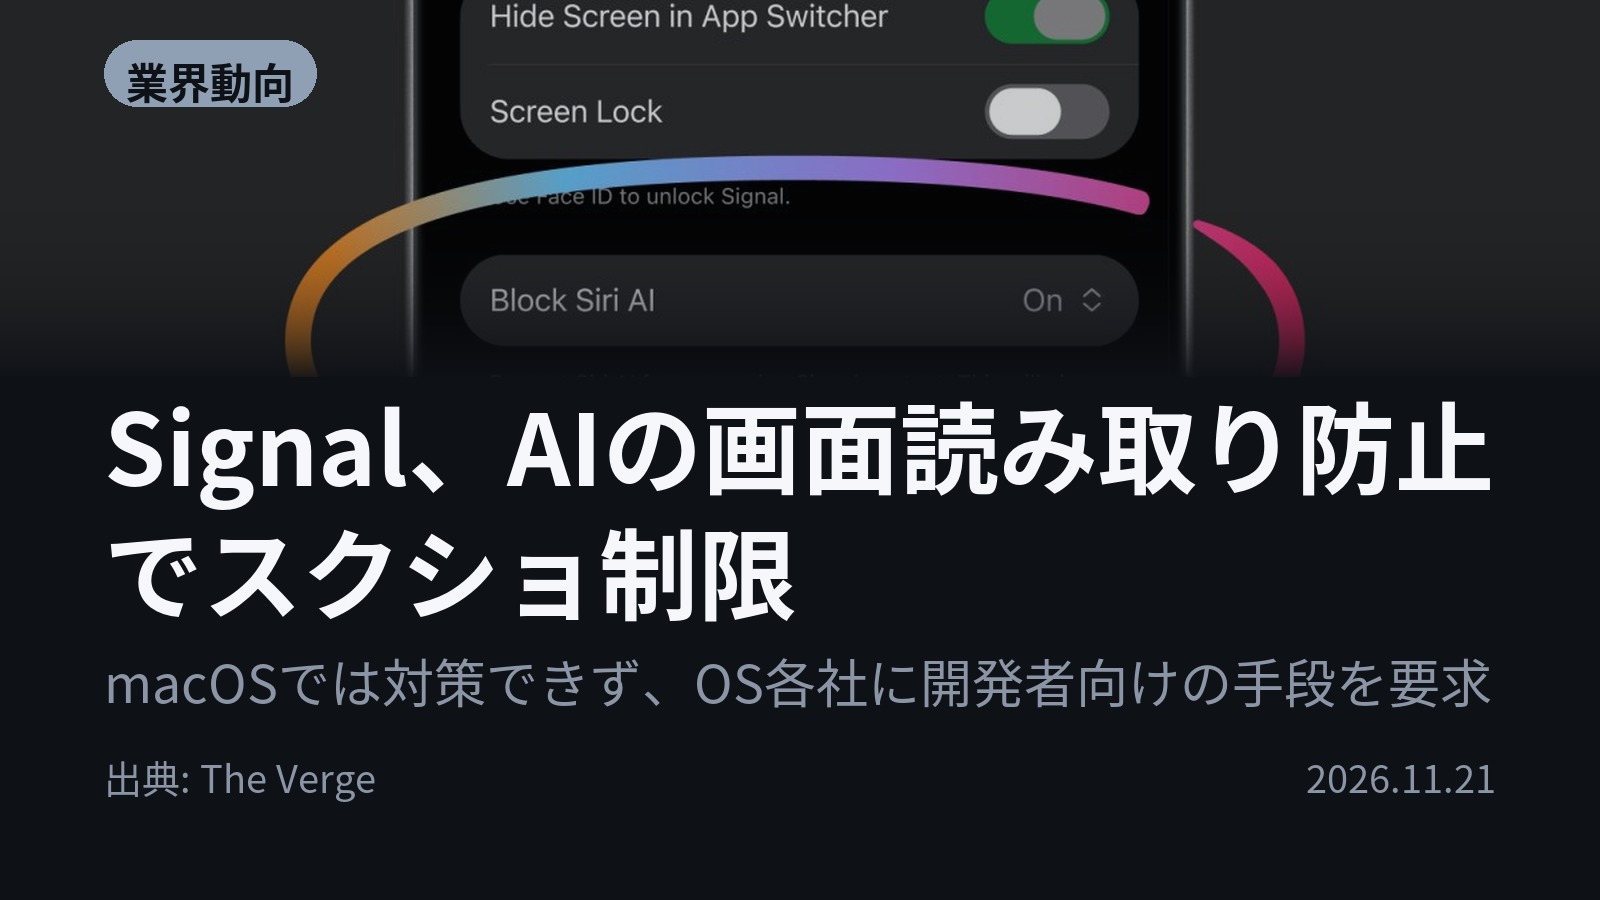 Hide Screen in App Switcher
業界動向
Screen Lock
Face ID to unlock Signal.
Block Siri AI
On
Signal、AIの画面読み取り防止
でスクショ制限
macOSでは対策できず、OS各社に開発者向けの手段を要求
出典: The Verge
2026.11.21